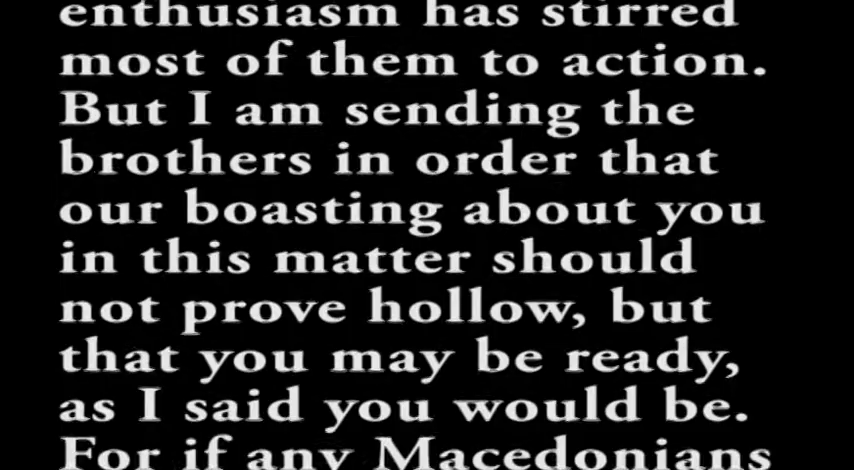 enthusiasm has stirred
most of them to action.
But I am sending the
brothers in order that
our boasting about you
in this matter should
not prove hollow, but
that you may be ready,
as I said you would be.
For if any Macedonians